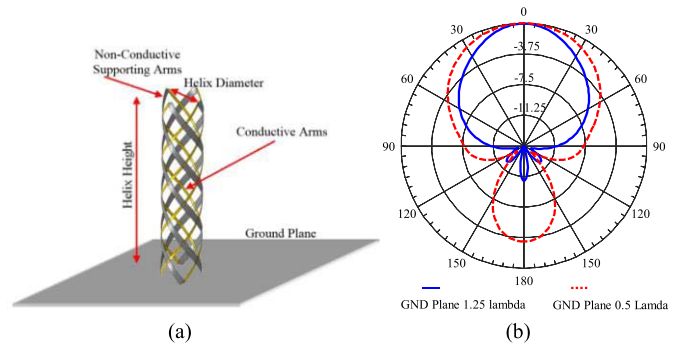 Non-Conductive
Supporting Arms
Helix Diameter
Conductive Arms
Helix Height
Ground Plane
(a)
0
30
30
-3.75
60
-7.5
60
-11.25
90
90
120
120
150
150
180
GND Plane 1.25 lambda
GND Plane 0.5 Lamda
(b)